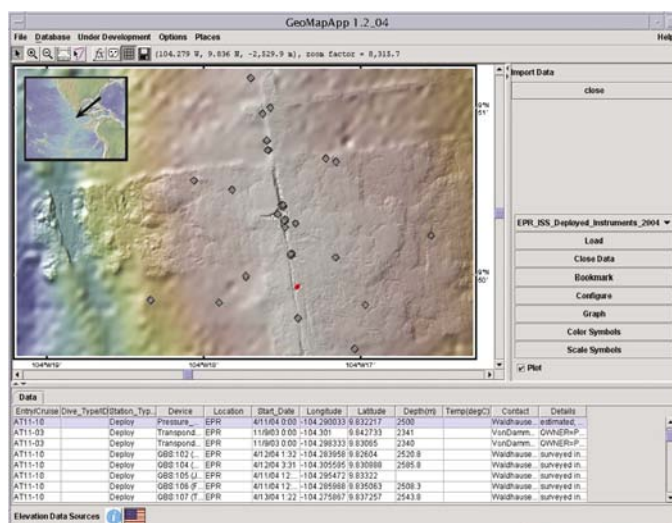 GeoMapApp 1.2_04
File Database Under Development Options Places Help
(104.279 W, 9.836 N, -2,529.9 m), zoom factor = 8,315.7
Import Data
close
9°N
51'
EPR_ISS_Deployed_Instruments_2004
Load
Close Data
9°N
50'
Bookmark
Configure
Graph
Color Symbols
Scale Symbols
Plot
104°W19' 104°W18' 104°W17'
Data
Entry/Cruise Dive_Type/ID Station_Typ... Device Location Start_Date Longitude Latitude Depth(m) Temp(degC) Contact Details
AT11-10 Deploy Pressure_... EPR 4/11/04 0:00 -104.290033 9.832217 2500 Waldhause... estimated,...
AT11-03 Deploy Transpond... EPR 11/9/03 0:00 -104.301 9.842733 2341 VonDamm... OWNER=P...
AT11-03 Deploy Transpond... EPR 11/9/03 0:00 -104.298333 9.83065 2340 VonDamm... OWNER=P...
AT11-10 Deploy EPR 4/12/04 1:32 -104.283958 9.82604 2520.8 Waldhause... surveyed in...
AT11-10 Deploy EPR 4/12/04 3:31 -104.305585 9.830888 2585.8 Waldhause... surveyed in...
AT11-10 Deploy EPR 4/11/04 12:... -104.295472 9.83322 Waldhause... surveyed in...
AT11-10 Deploy EPR 4/11/04 12:... -104.285988 9.835063 2508.3 Waldhause... surveyed in...
AT11-10 Deploy EPR 4/13/04 1:22 -104.275867 9.837257 2543.8 Waldhause... surveyed in...
Elevation Data Sources